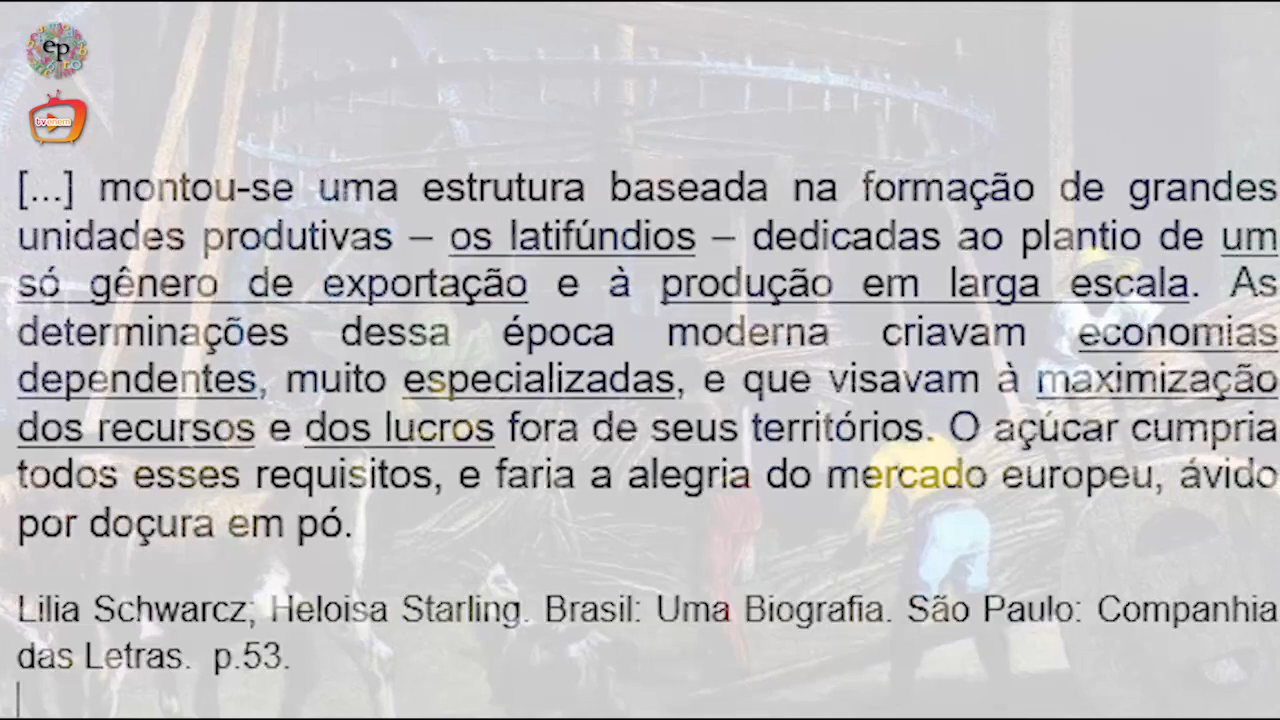 ep
tvenem
[...] montou-se uma estrutura baseada na formação de grandes
unidades produtivas – os latifúndios – dedicadas ao plantio de um
só gênero de exportação e à produção em larga escala. As
determinações dessa época moderna criavam economias
dependentes, muito especializadas, e que visavam à maximização
dos recursos e dos lucros fora de seus territórios. O açúcar cumpria
todos esses requisitos, e faria a alegria do mercado europeu, ávido
por doçura em pó.
Lilia Schwarcz; Heloisa Starling. Brasil: Uma Biografia. São Paulo: Companhia
das Letras. p.53.